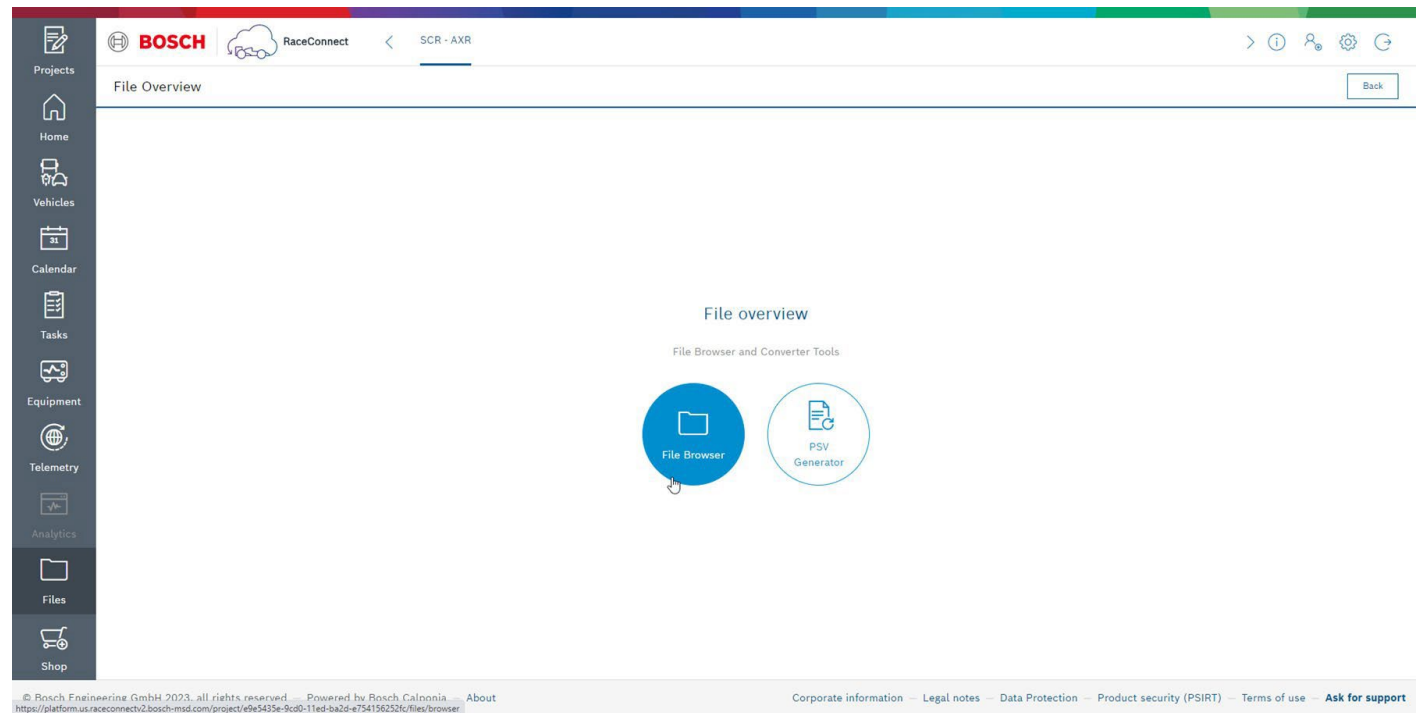 BOSCH
RaceConnect
SCR - AXR
File Overview
Back
Projects
Home
Vehicles
31
Calendar
Tasks
Equipment
Telemetry
Analytics
Files
Shop
File overview
File Browser and Converter Tools
File Browser
PSV
Generator
© Bosch Engineering GmbH 2023, all rights reserved — Powered by Bosch Calponia — About
Corporate information — Legal notes — Data Protection — Product security (PSIRT) — Terms of use — Ask for support
https://platform.us.raceconnectv2.bosch-msd.com/project/e9e5435e-9cd0-11ed-ba2d-e754156252fc/files/browser